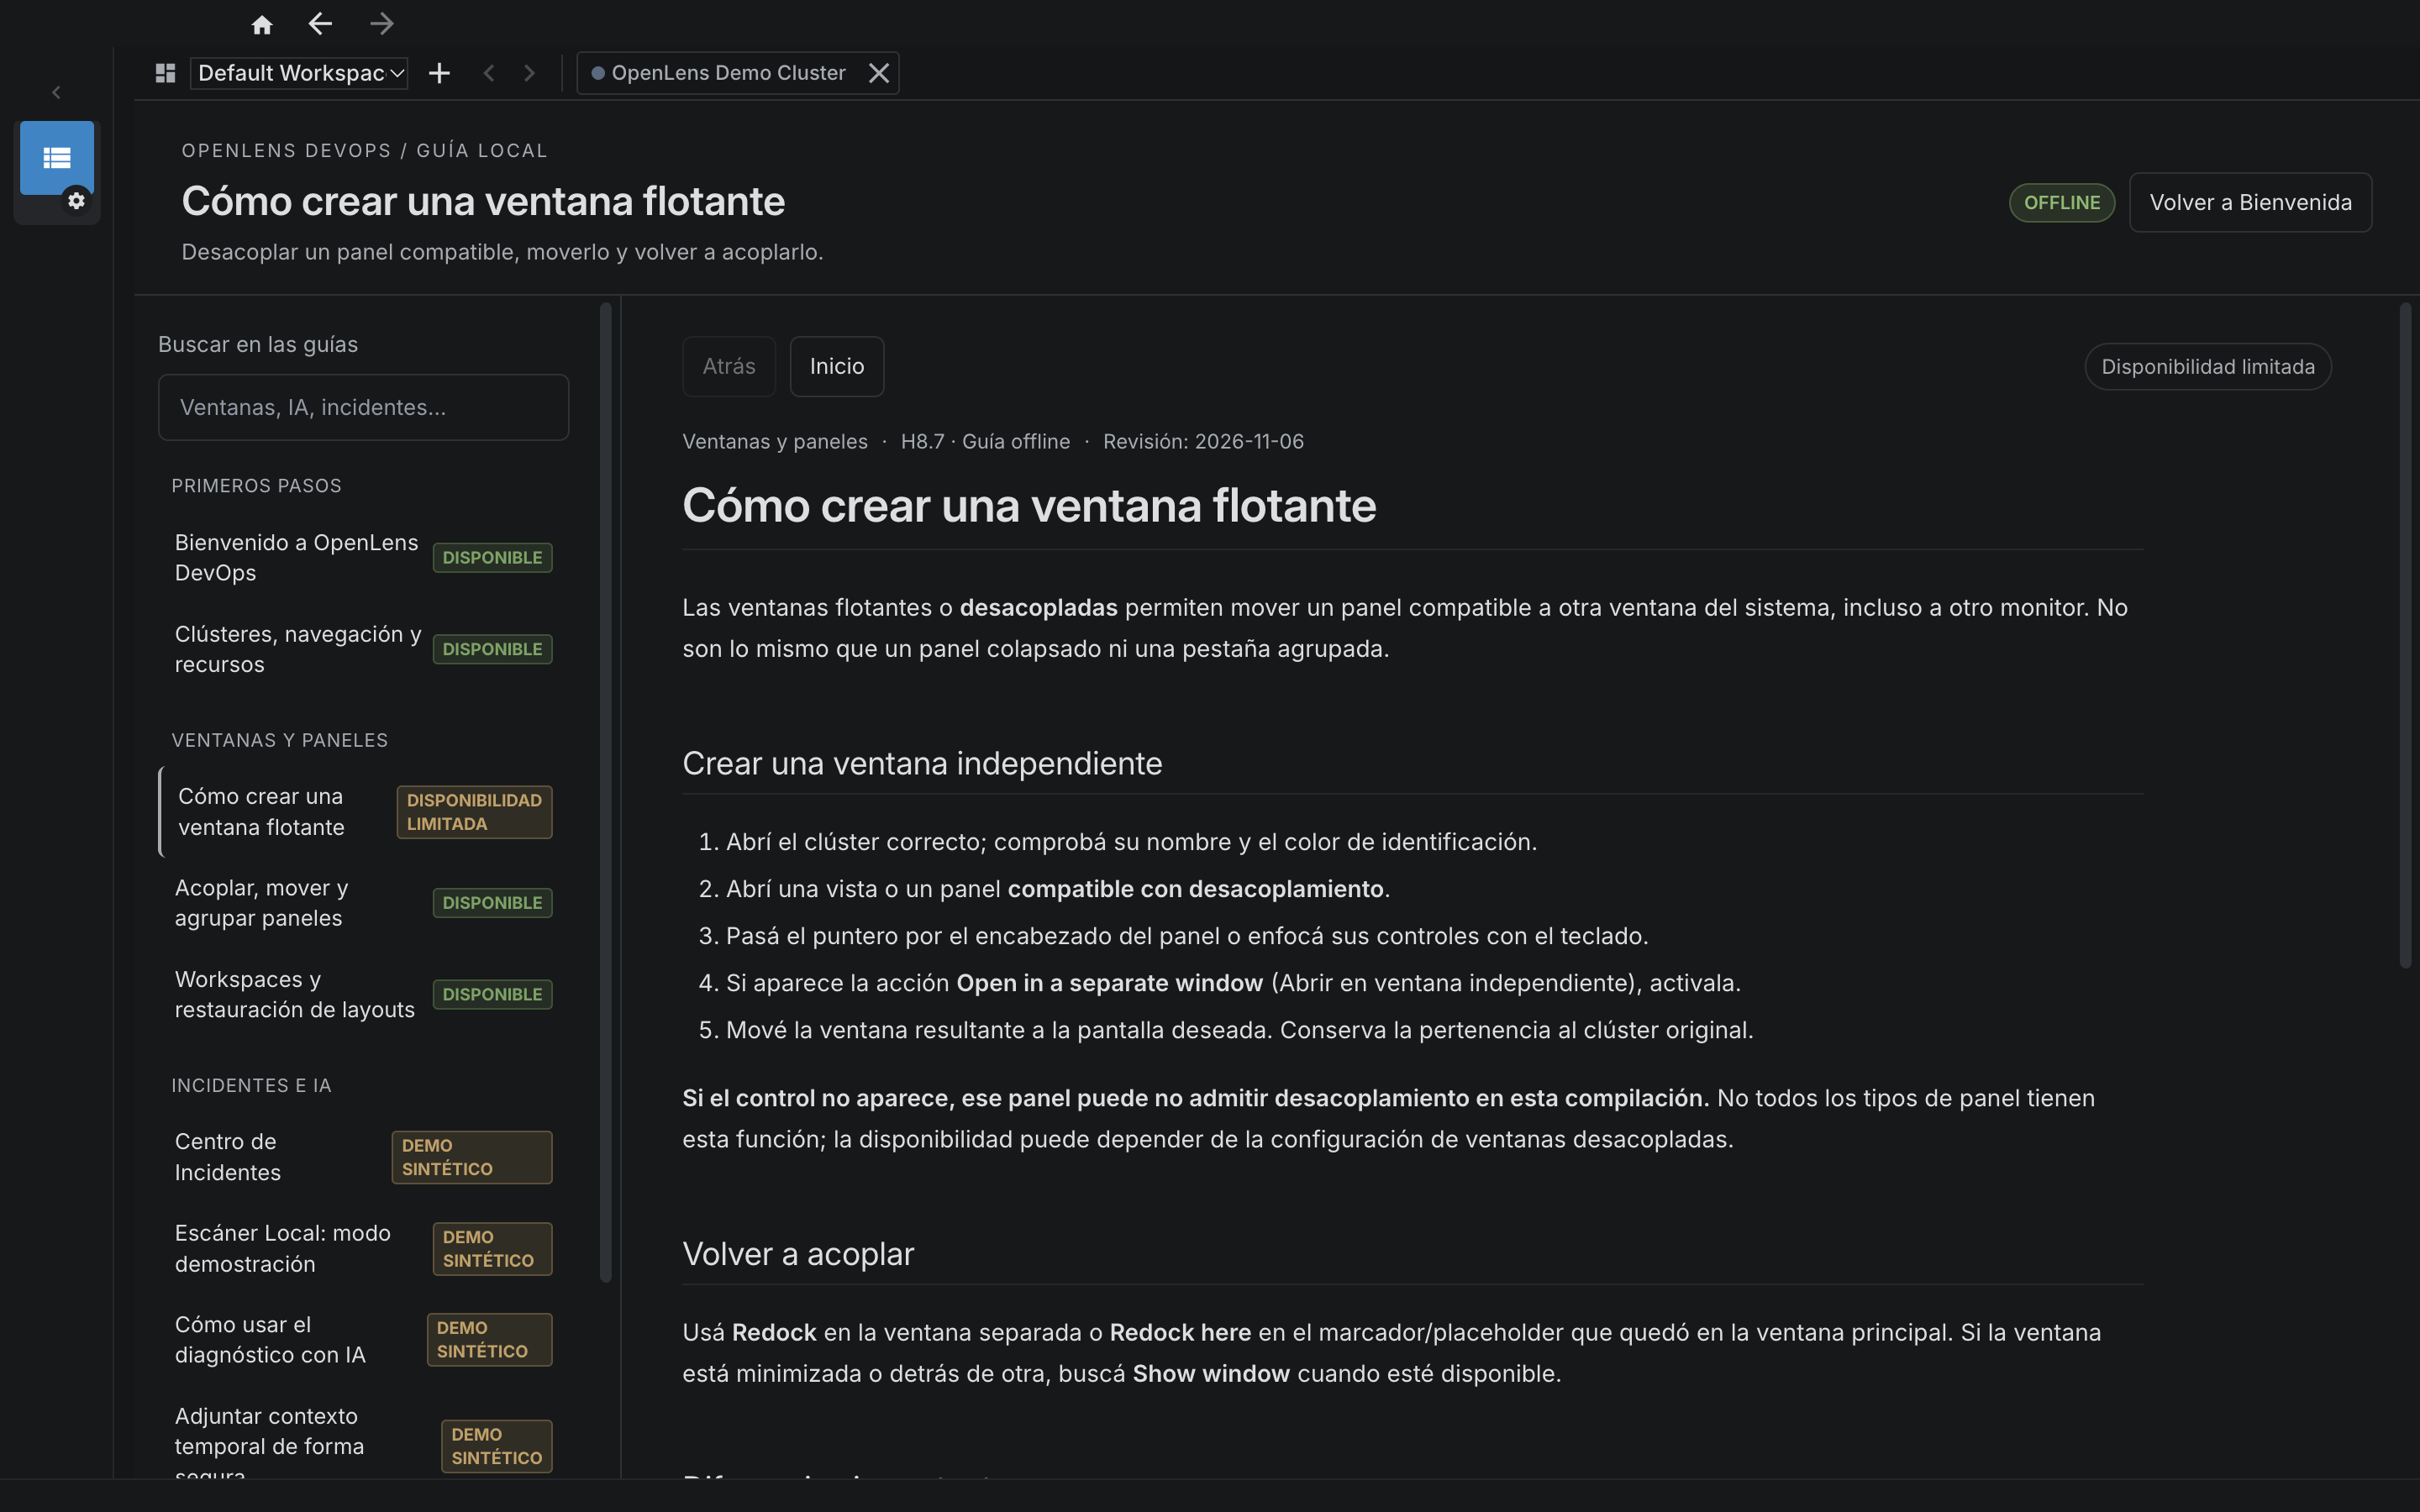 Default Workspac
OpenLens Demo Cluster
OPENLENS DEVOPS / GUÍA LOCAL
Cómo crear una ventana flotante
Desacoplar un panel compatible, moverlo y volver a acoplarlo.
OFFLINE
Volver a Bienvenida
Buscar en las guías
Ventanas, IA, incidentes...
PRIMEROS PASOS
Bienvenido a OpenLens
DevOps
DISPONIBLE
Clústeres, navegación y
recursos
DISPONIBLE
VENTANAS Y PANELES
Cómo crear una
ventana flotante
DISPONIBILIDAD
LIMITADA
Acoplar, mover y
agrupar paneles
DISPONIBLE
Workspaces y
restauración de layouts
DISPONIBLE
INCIDENTES E IA
Centro de
Incidentes
DEMO
SINTÉTICO
Escáner Local: modo
demostración
DEMO
SINTÉTICO
Cómo usar el
diagnóstico con IA
DEMO
SINTÉTICO
Adjuntar contexto
temporal de forma
segura
DEMO
SINTÉTICO
Atrás
Inicio
Disponibilidad limitada
Ventanas y paneles · H8.7 · Guía offline · Revisión: 2026-11-06
Cómo crear una ventana flotante
Las ventanas flotantes o desacopladas permiten mover un panel compatible a otra ventana del sistema, incluso a otro monitor. No
son lo mismo que un panel colapsado ni una pestaña agrupada.
Crear una ventana independiente
1. Abrí el clúster correcto; comprobá su nombre y el color de identificación.
2. Abrí una vista o un panel compatible con desacoplamiento.
3. Pasá el puntero por el encabezado del panel o enfocá sus controles con el teclado.
4. Si aparece la acción Open in a separate window (Abrir en ventana independiente), activala.
5. Mové la ventana resultante a la pantalla deseada. Conserva la pertenencia al clúster original.
Si el control no aparece, ese panel puede no admitir desacoplamiento en esta compilación. No todos los tipos de panel tienen
esta función; la disponibilidad puede depender de la configuración de ventanas desacopladas.
Volver a acoplar
Usá Redock en la ventana separada o Redock here en el marcador/placeholder que quedó en la ventana principal. Si la ventana
está minimizada o detrás de otra, buscá Show window cuando esté disponible.